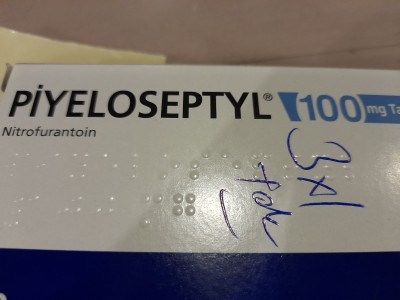 PİYELOSEPTYL® 100 mg Ta
Nitrofurantoin
3x1
tok